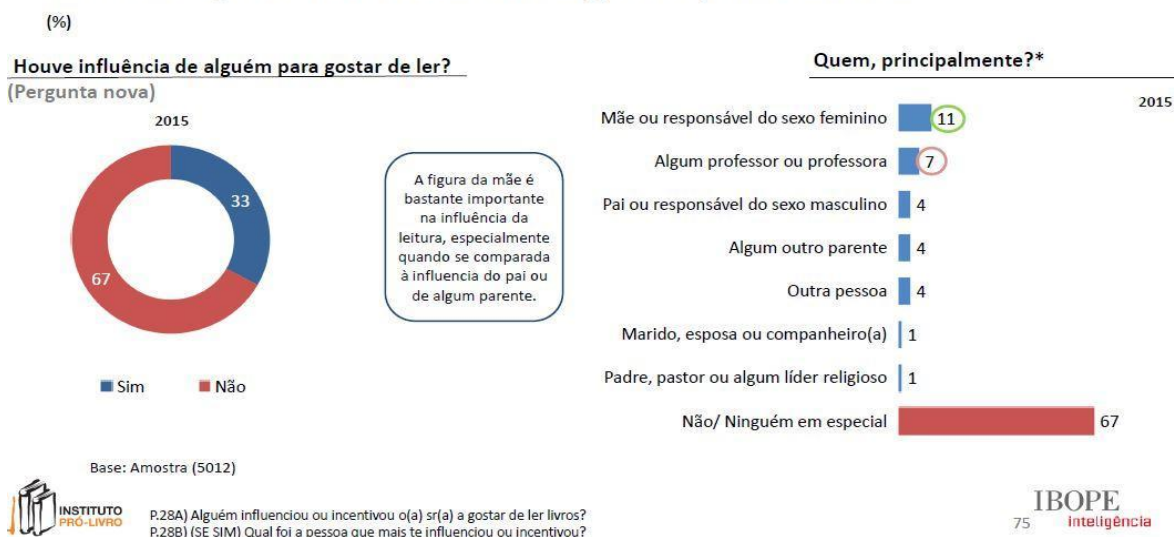 (%)
Houve influência de alguém para gostar de ler?
(Pergunta nova)
2015
33
67
Sim
Não
A figura da mãe é
bastante importante
na influência da
leitura, especialmente
quando se comparada
à influencia do pai ou
de algum parente.
Quem, principalmente?*
2015
Mãe ou responsável do sexo feminino 11
Algum professor ou professora 7
Pai ou responsável do sexo masculino 4
Algum outro parente 4
Outra pessoa 4
Marido, esposa ou companheiro(a) 1
Padre, pastor ou algum líder religioso 1
Não/ Ninguém em especial 67
Base: Amostra (5012)
INSTITUTO
PRÓ-LIVRO
P.28A) Alguém influenciou ou incentivou o(a) sr(a) a gostar de ler livros?
P.28B) (SE SIM) Qual foi a pessoa que mais te influenciou ou incentivou?
75
IBOPE
inteligência